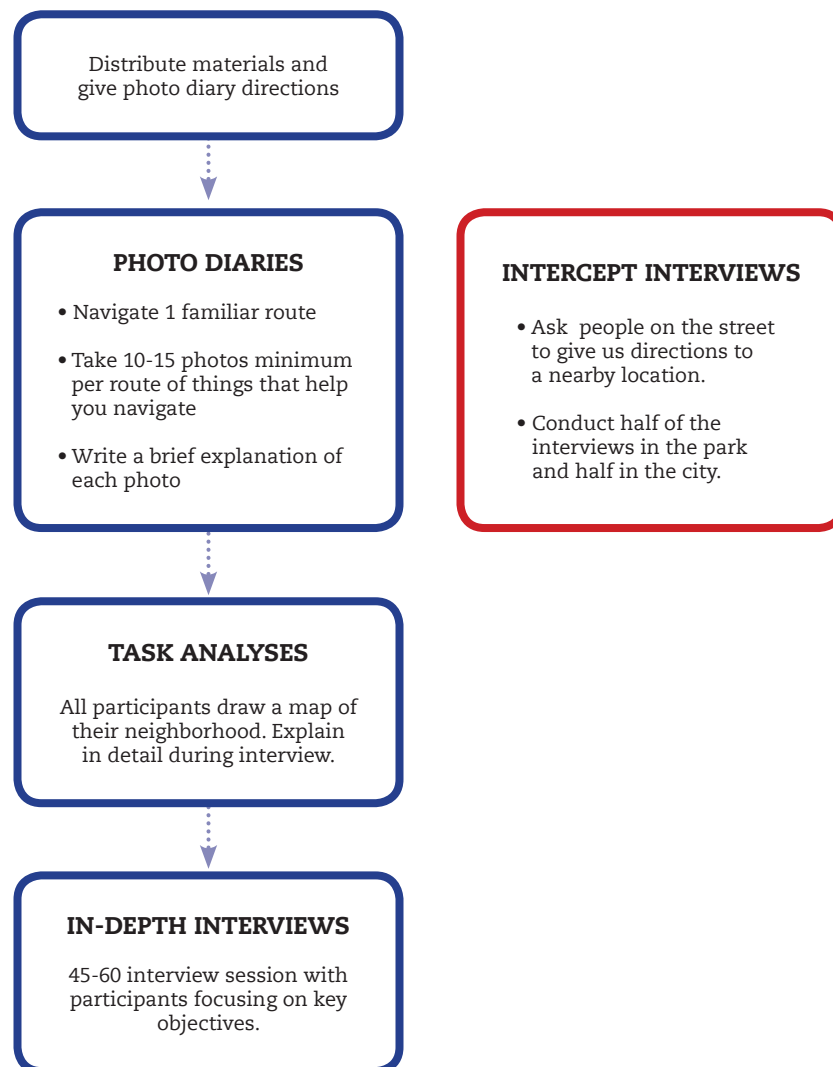 Distribute materials and
give photo diary directions
PHOTO DIARIES
• Navigate 1 familiar route
• Take 10-15 photos minimum
per route of things that help
you navigate
• Write a brief explanation of
each photo
INTERCEPT INTERVIEWS
• Ask  people on the street
to give us directions to
a nearby location.
• Conduct half of the
interviews in the park
and half in the city.
TASK ANALYSES
All participants draw a map of
their neighborhood. Explain
in detail during interview.
IN-DEPTH INTERVIEWS
45-60 interview session with
participants focusing on key
objectives.